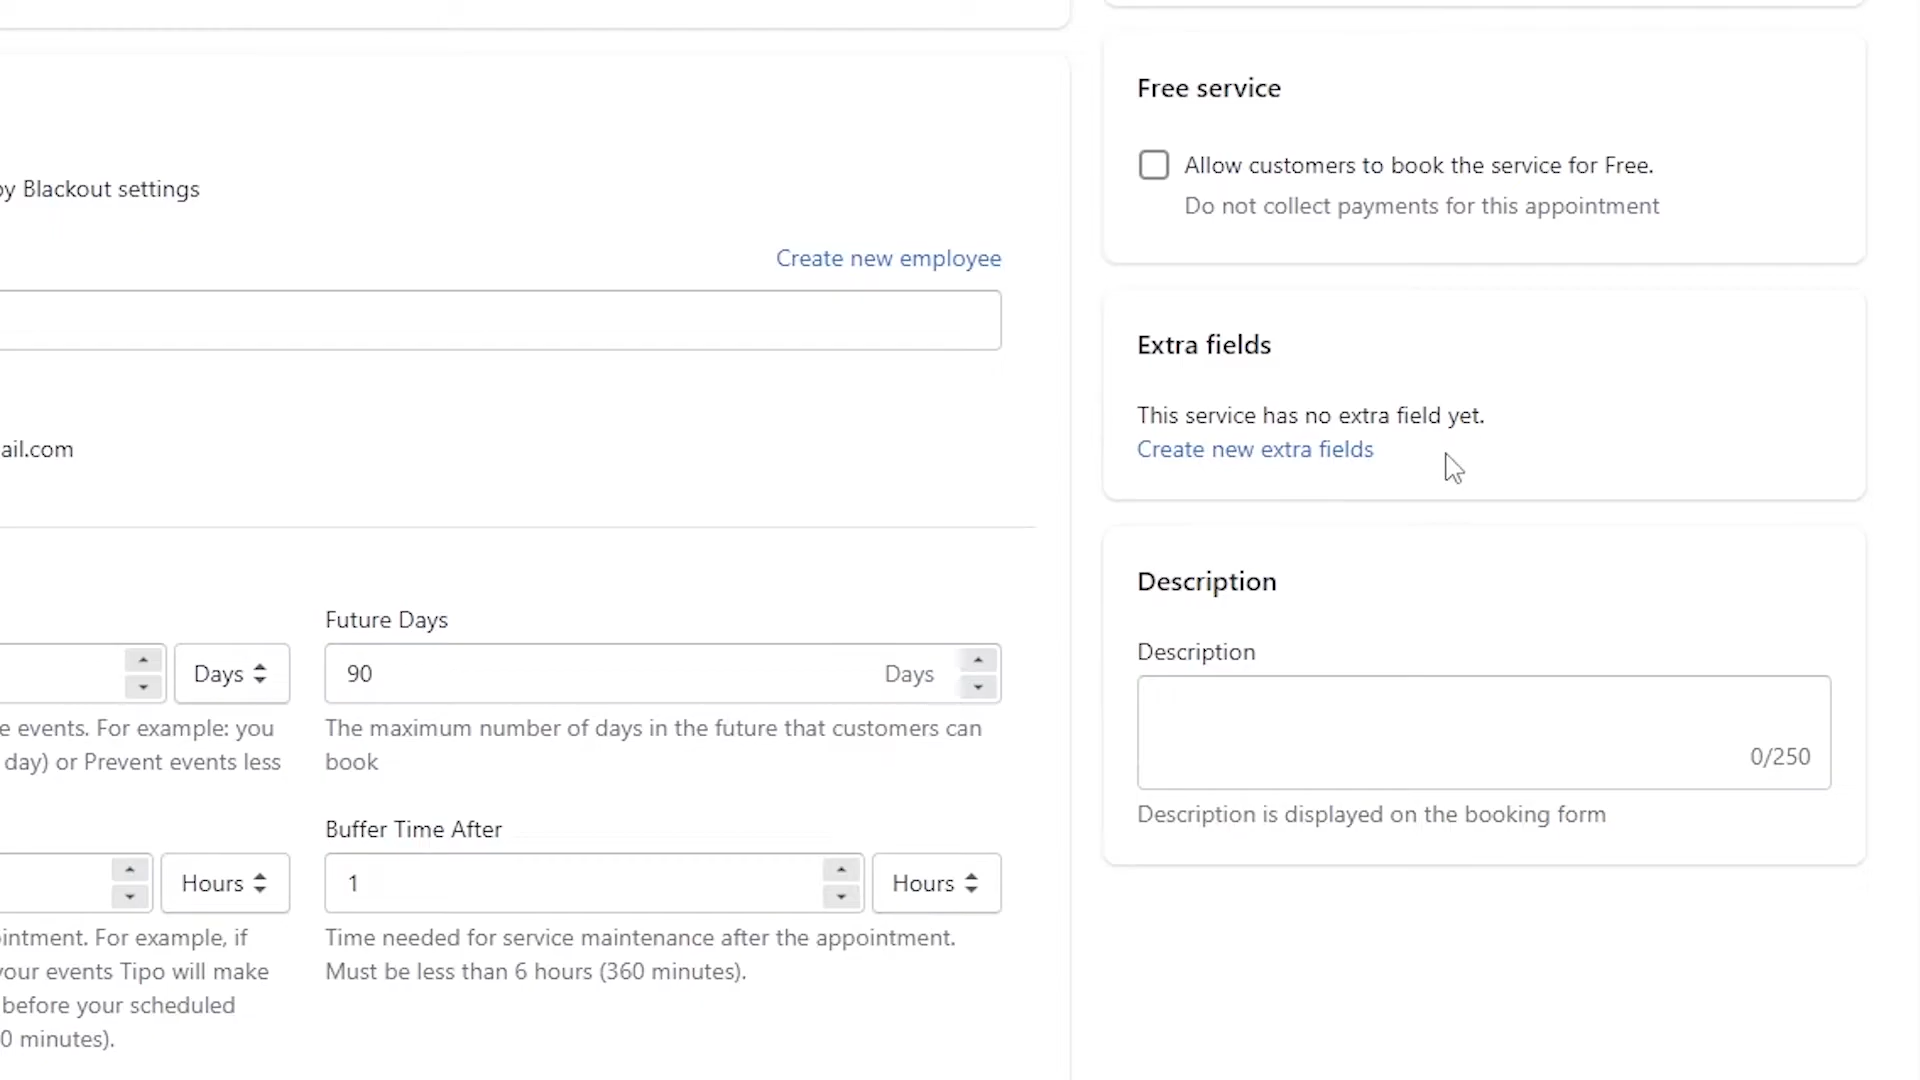 by Blackout settings
Create new employee
ail.com
Future Days
Days
90
Days
e events. For example: you
day) or Prevent events less
The maximum number of days in the future that customers can
book
Buffer Time After
Hours
1
Hours
intment. For example, if
your events Tipo will make
before your scheduled
0 minutes).
Time needed for service maintenance after the appointment.
Must be less than 6 hours (360 minutes).
Free service
Allow customers to book the service for Free.
Do not collect payments for this appointment
Extra fields
This service has no extra field yet.
Create new extra fields
Description
Description
0/250
Description is displayed on the booking form